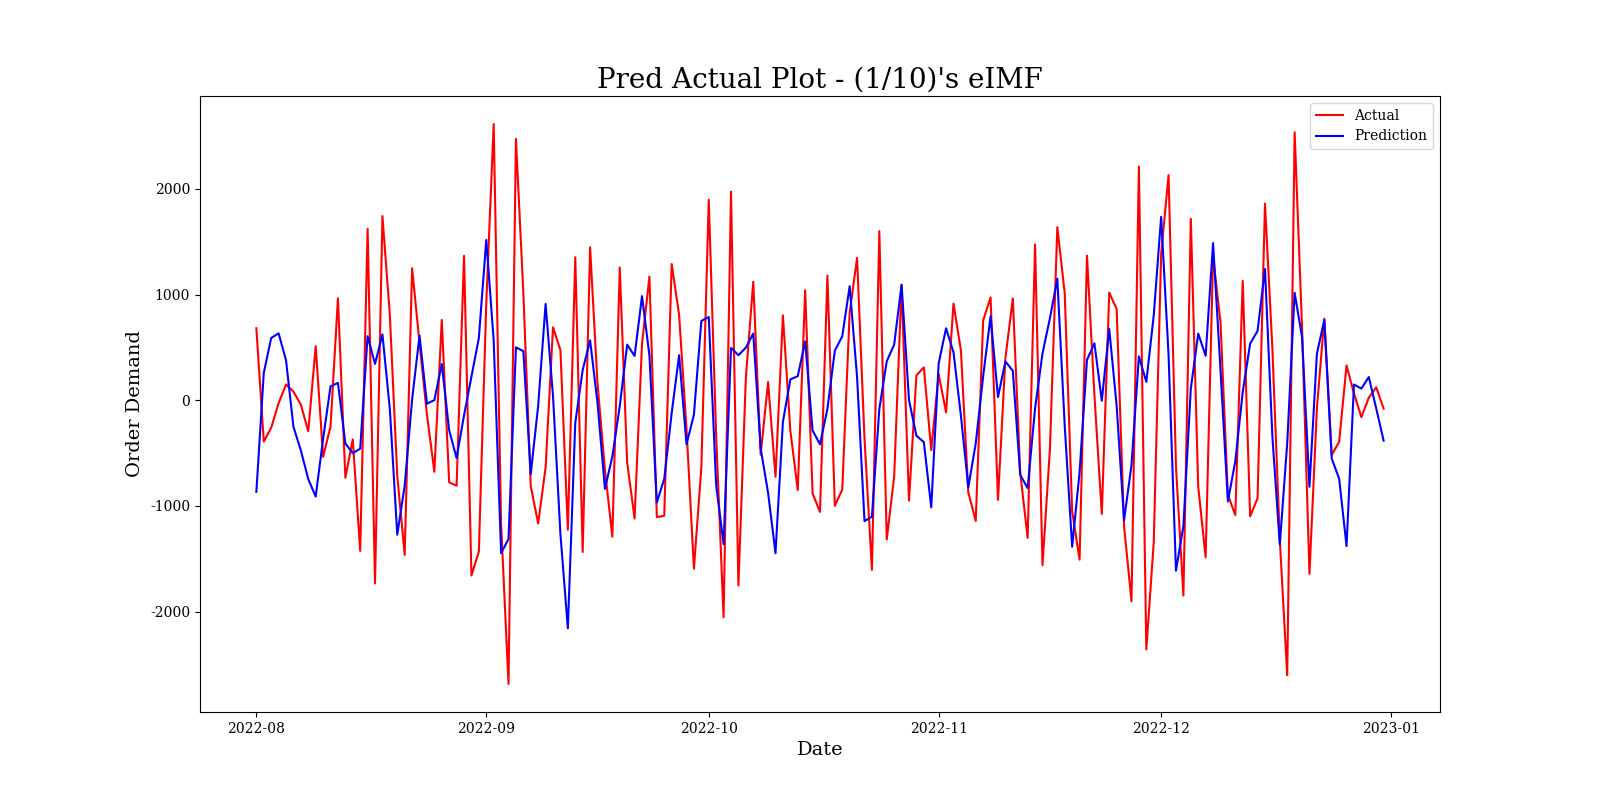 Pred Actual Plot - (1/10)'s eIMF
Actual
Prediction
Order Demand
2000
1000
0
-1000
-2000
2022-08 2022-09 2022-10 2022-11 2022-12 2023-01
Date